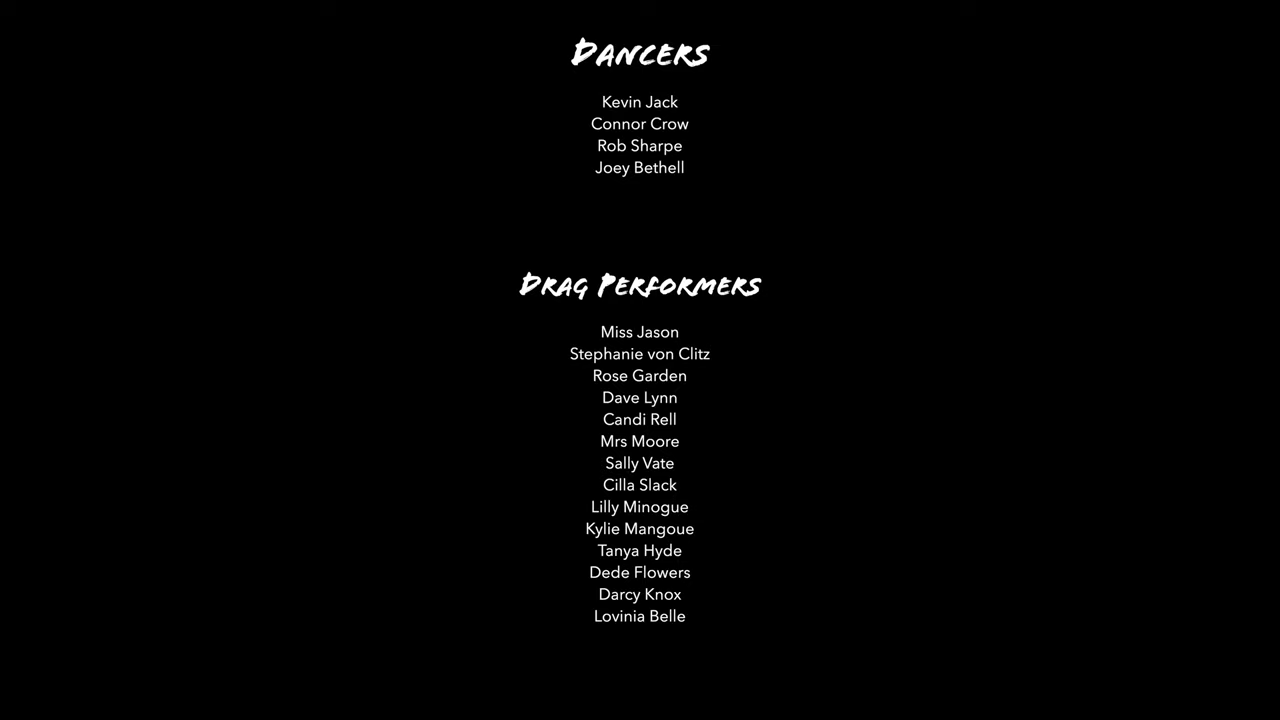 DANCERS
Kevin Jack
Connor Crow
Rob Sharpe
Joey Bethell
DRAG PERFORMERS
Miss Jason
Stephanie von Clitz
Rose Garden
Dave Lynn
Candi Rell
Mrs Moore
Sally Vate
Cilla Slack
Lilly Minogue
Kylie Mangoue
Tanya Hyde
Dede Flowers
Darcy Knox
Lovinia Belle